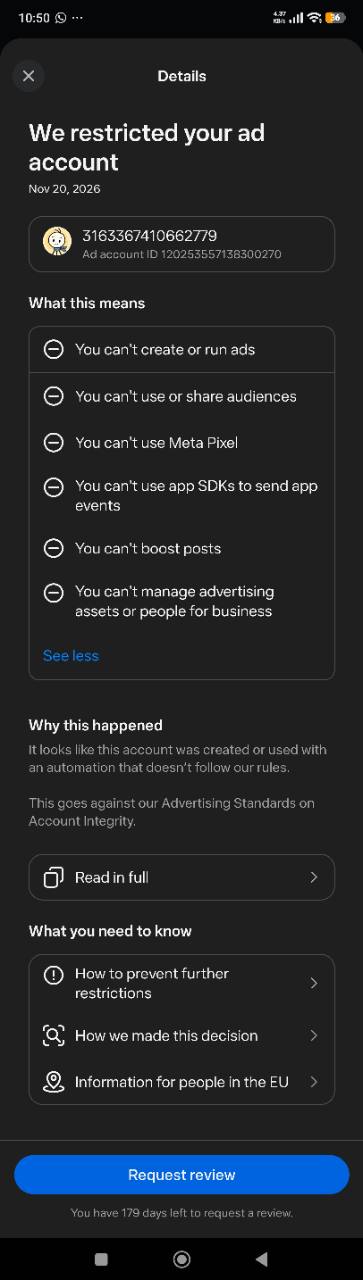 10:50
4.37
KB/s
36
Details
We restricted your ad
account
Nov 20, 2026
3163367410662779
Ad account ID 120253557138300270
What this means
You can't create or run ads
You can't use or share audiences
You can't use Meta Pixel
You can't use app SDKs to send app
events
You can't boost posts
You can't manage advertising
assets or people for business
See less
Why this happened
It looks like this account was created or used with
an automation that doesn't follow our rules.
This goes against our Advertising Standards on
Account Integrity.
Read in full
What you need to know
How to prevent further
restrictions
How we made this decision
Information for people in the EU
Request review
You have 179 days left to request a review.